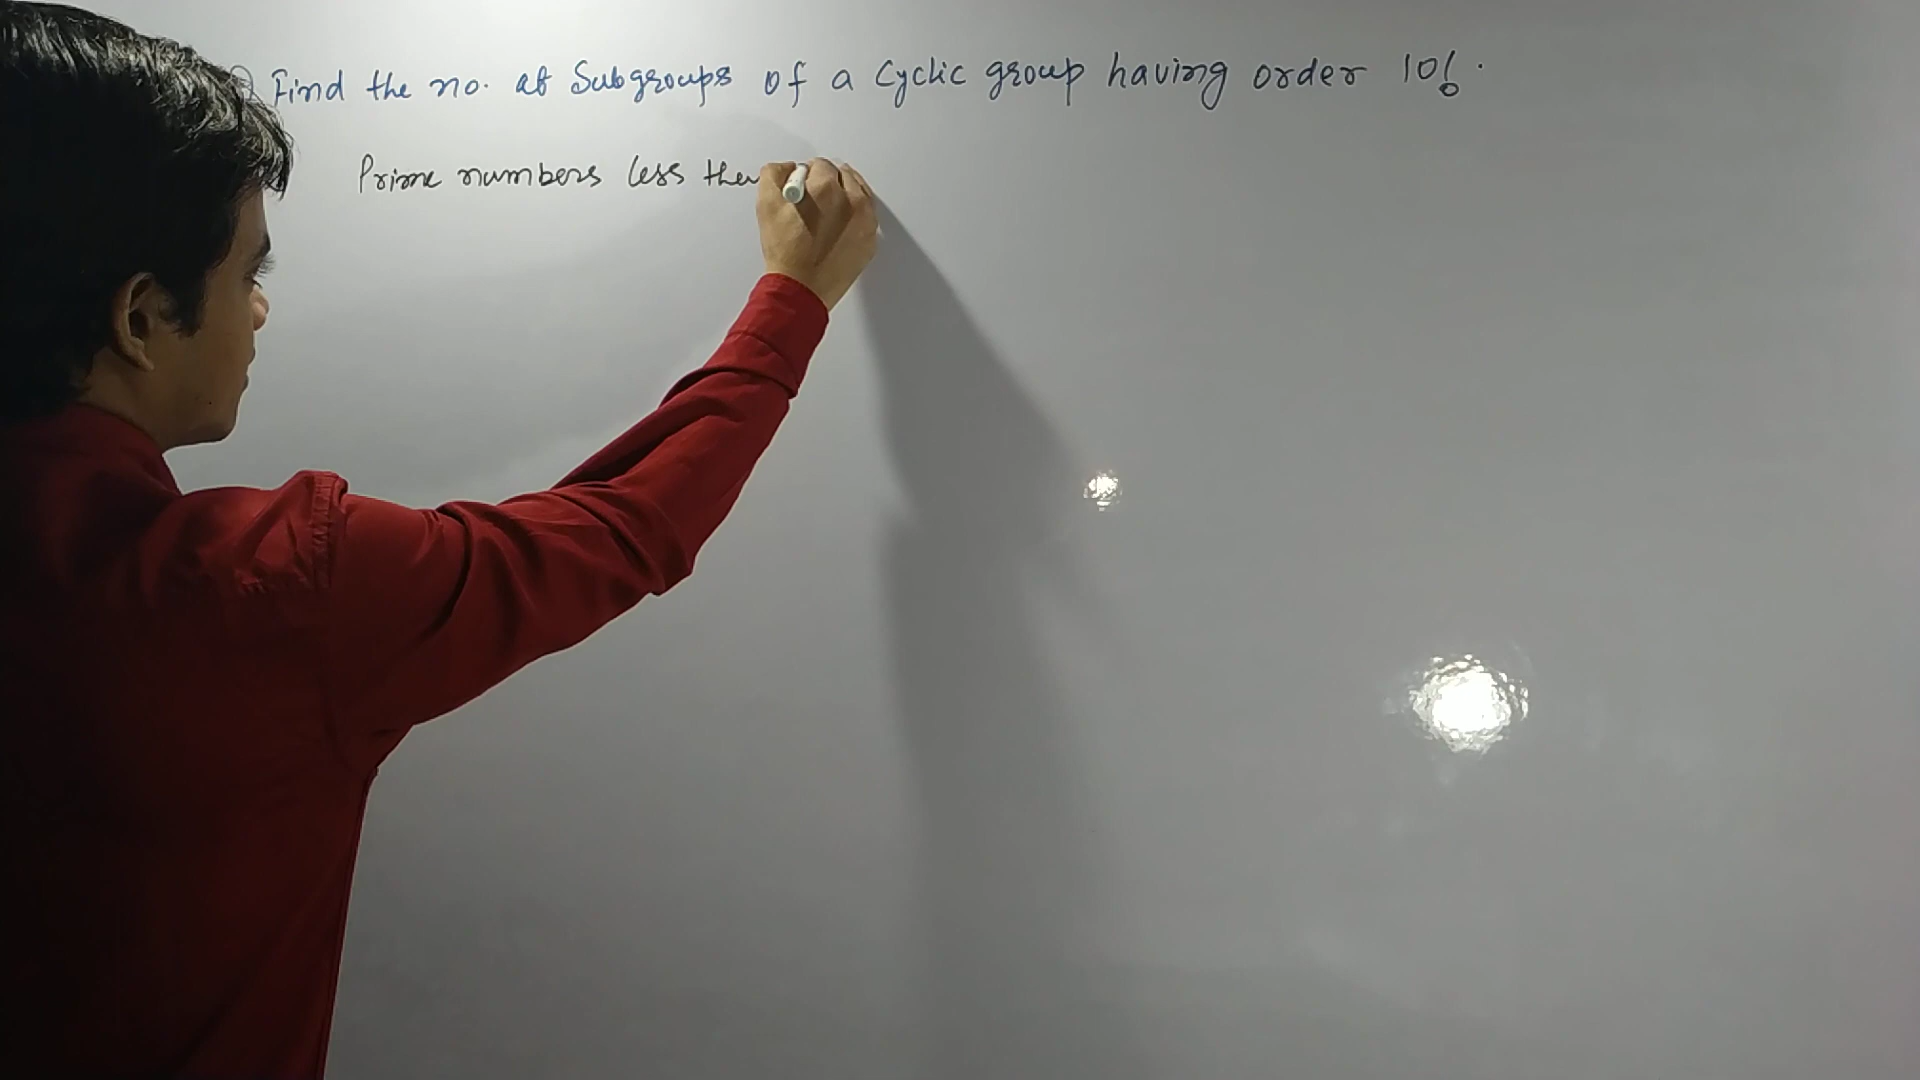 Find the no. of Subgroups of a Cyclic group having order 10!.
Prime numbers less than